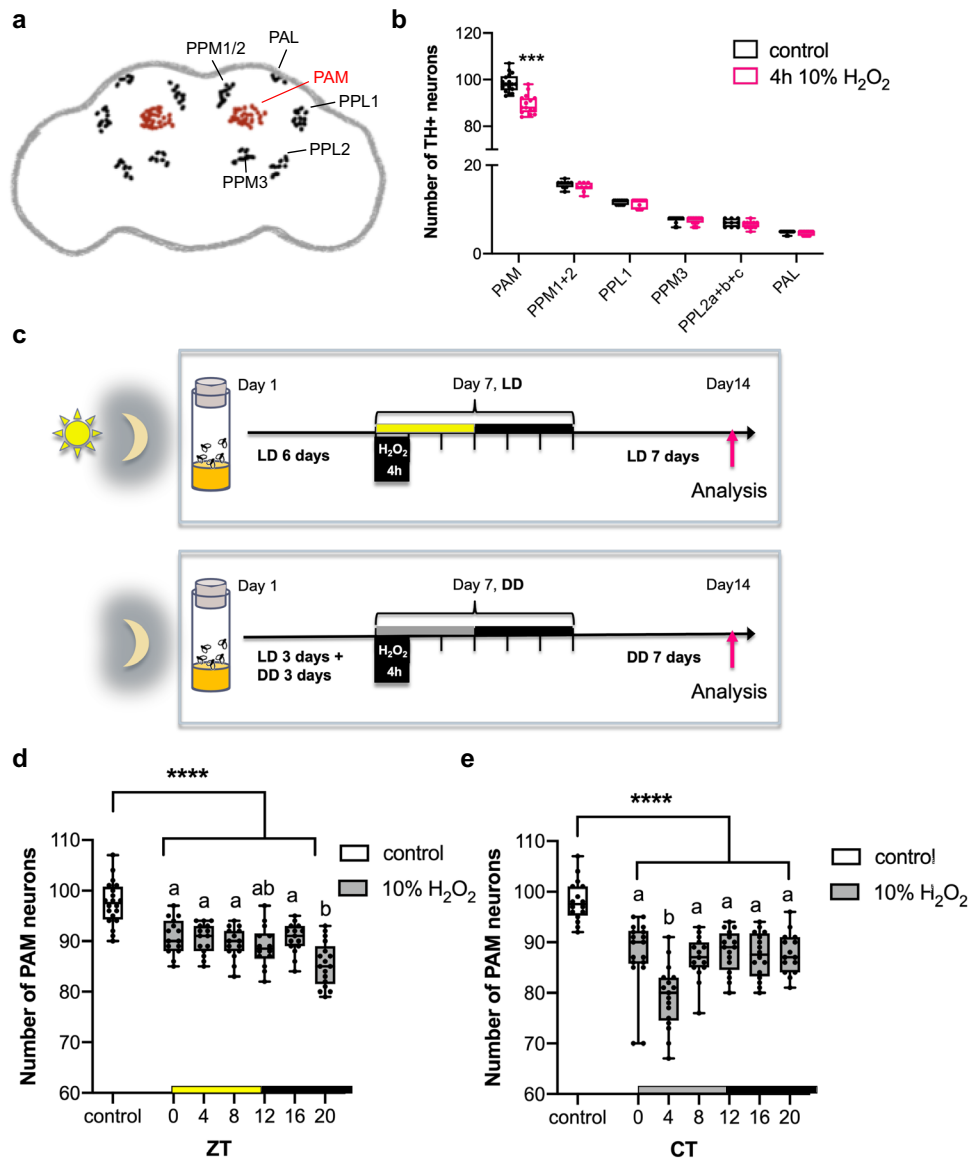 a
PPM1/2
PAL
PAM
PPL1
PPL2
PPM3
b
Number of TH+ neurons
120
100
80
20
0
***
control
4h 10% H₂O₂
PAM
PPM1+2
PPL1
PPM3
PPL2a+b+c
PAL
c
Day 1
Day 7, LD
Day14
H₂O₂
4h
LD 6 days
LD 7 days
Analysis
Day 1
Day 7, DD
Day14
H₂O₂
4h
LD 3 days +
DD 3 days
DD 7 days
Analysis
d
****
Number of PAM neurons
110
100
90
80
70
60
a
a
a
ab
a
b
control
10% H₂O₂
control
0
4
8
12
16
20
ZT
e
****
Number of PAM neurons
110
100
90
80
70
60
a
b
a
a
a
a
control
10% H₂O₂
control
0
4
8
12
16
20
CT